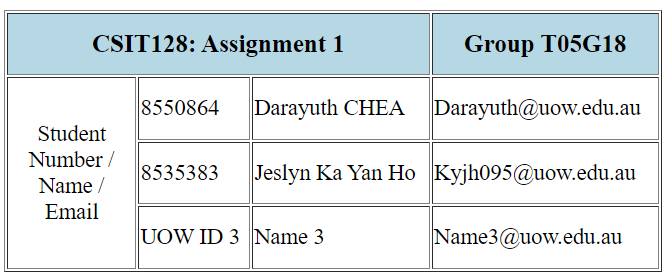 CSIT128: Assignment 1 Group T05G18
Student
Number /
Name /
Email
8550864 Darayuth CHEA Darayuth@uow.edu.au
8535383 Jeslyn Ka Yan Ho Kyjh095@uow.edu.au
UOW ID 3 Name 3 Name3@uow.edu.au